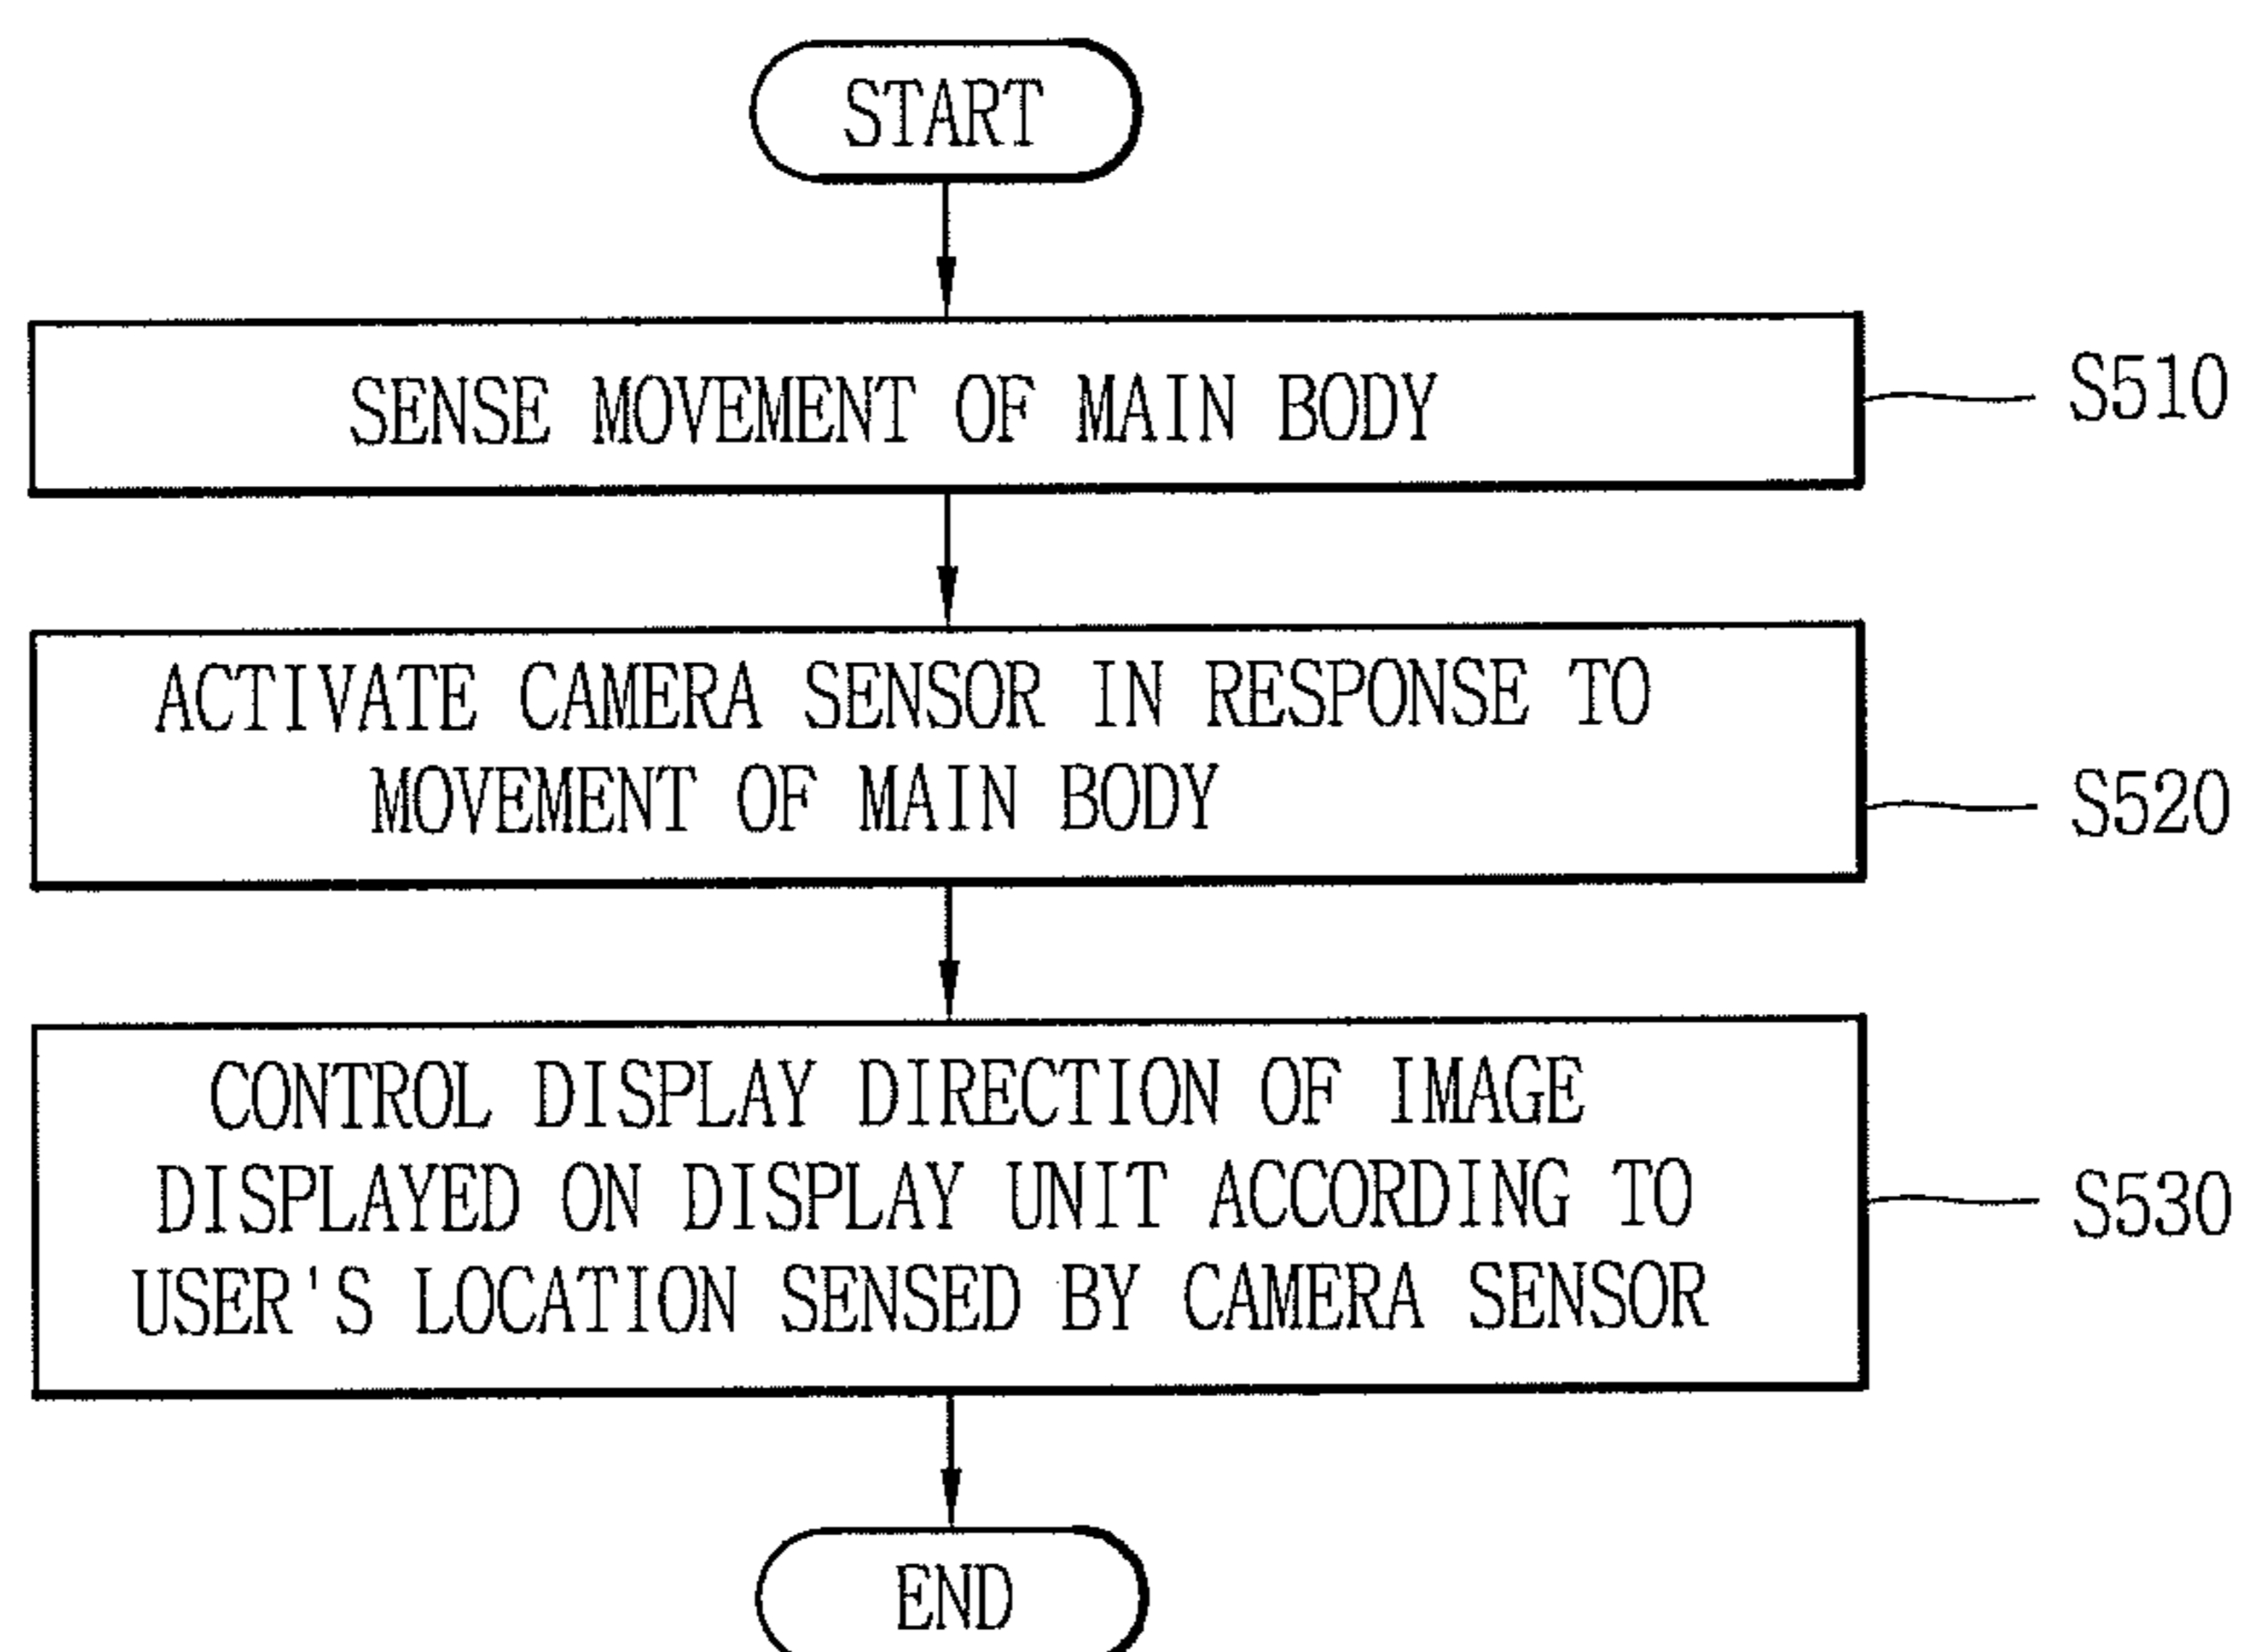 START
SENSE MOVEMENT OF MAIN BODY
S510
ACTIVATE CAMERA SENSOR IN RESPONSE TO
MOVEMENT OF MAIN BODY
S520
CONTROL DISPLAY DIRECTION OF IMAGE
DISPLAYED ON DISPLAY UNIT ACCORDING TO
USER'S LOCATION SENSED BY CAMERA SENSOR
S530
END